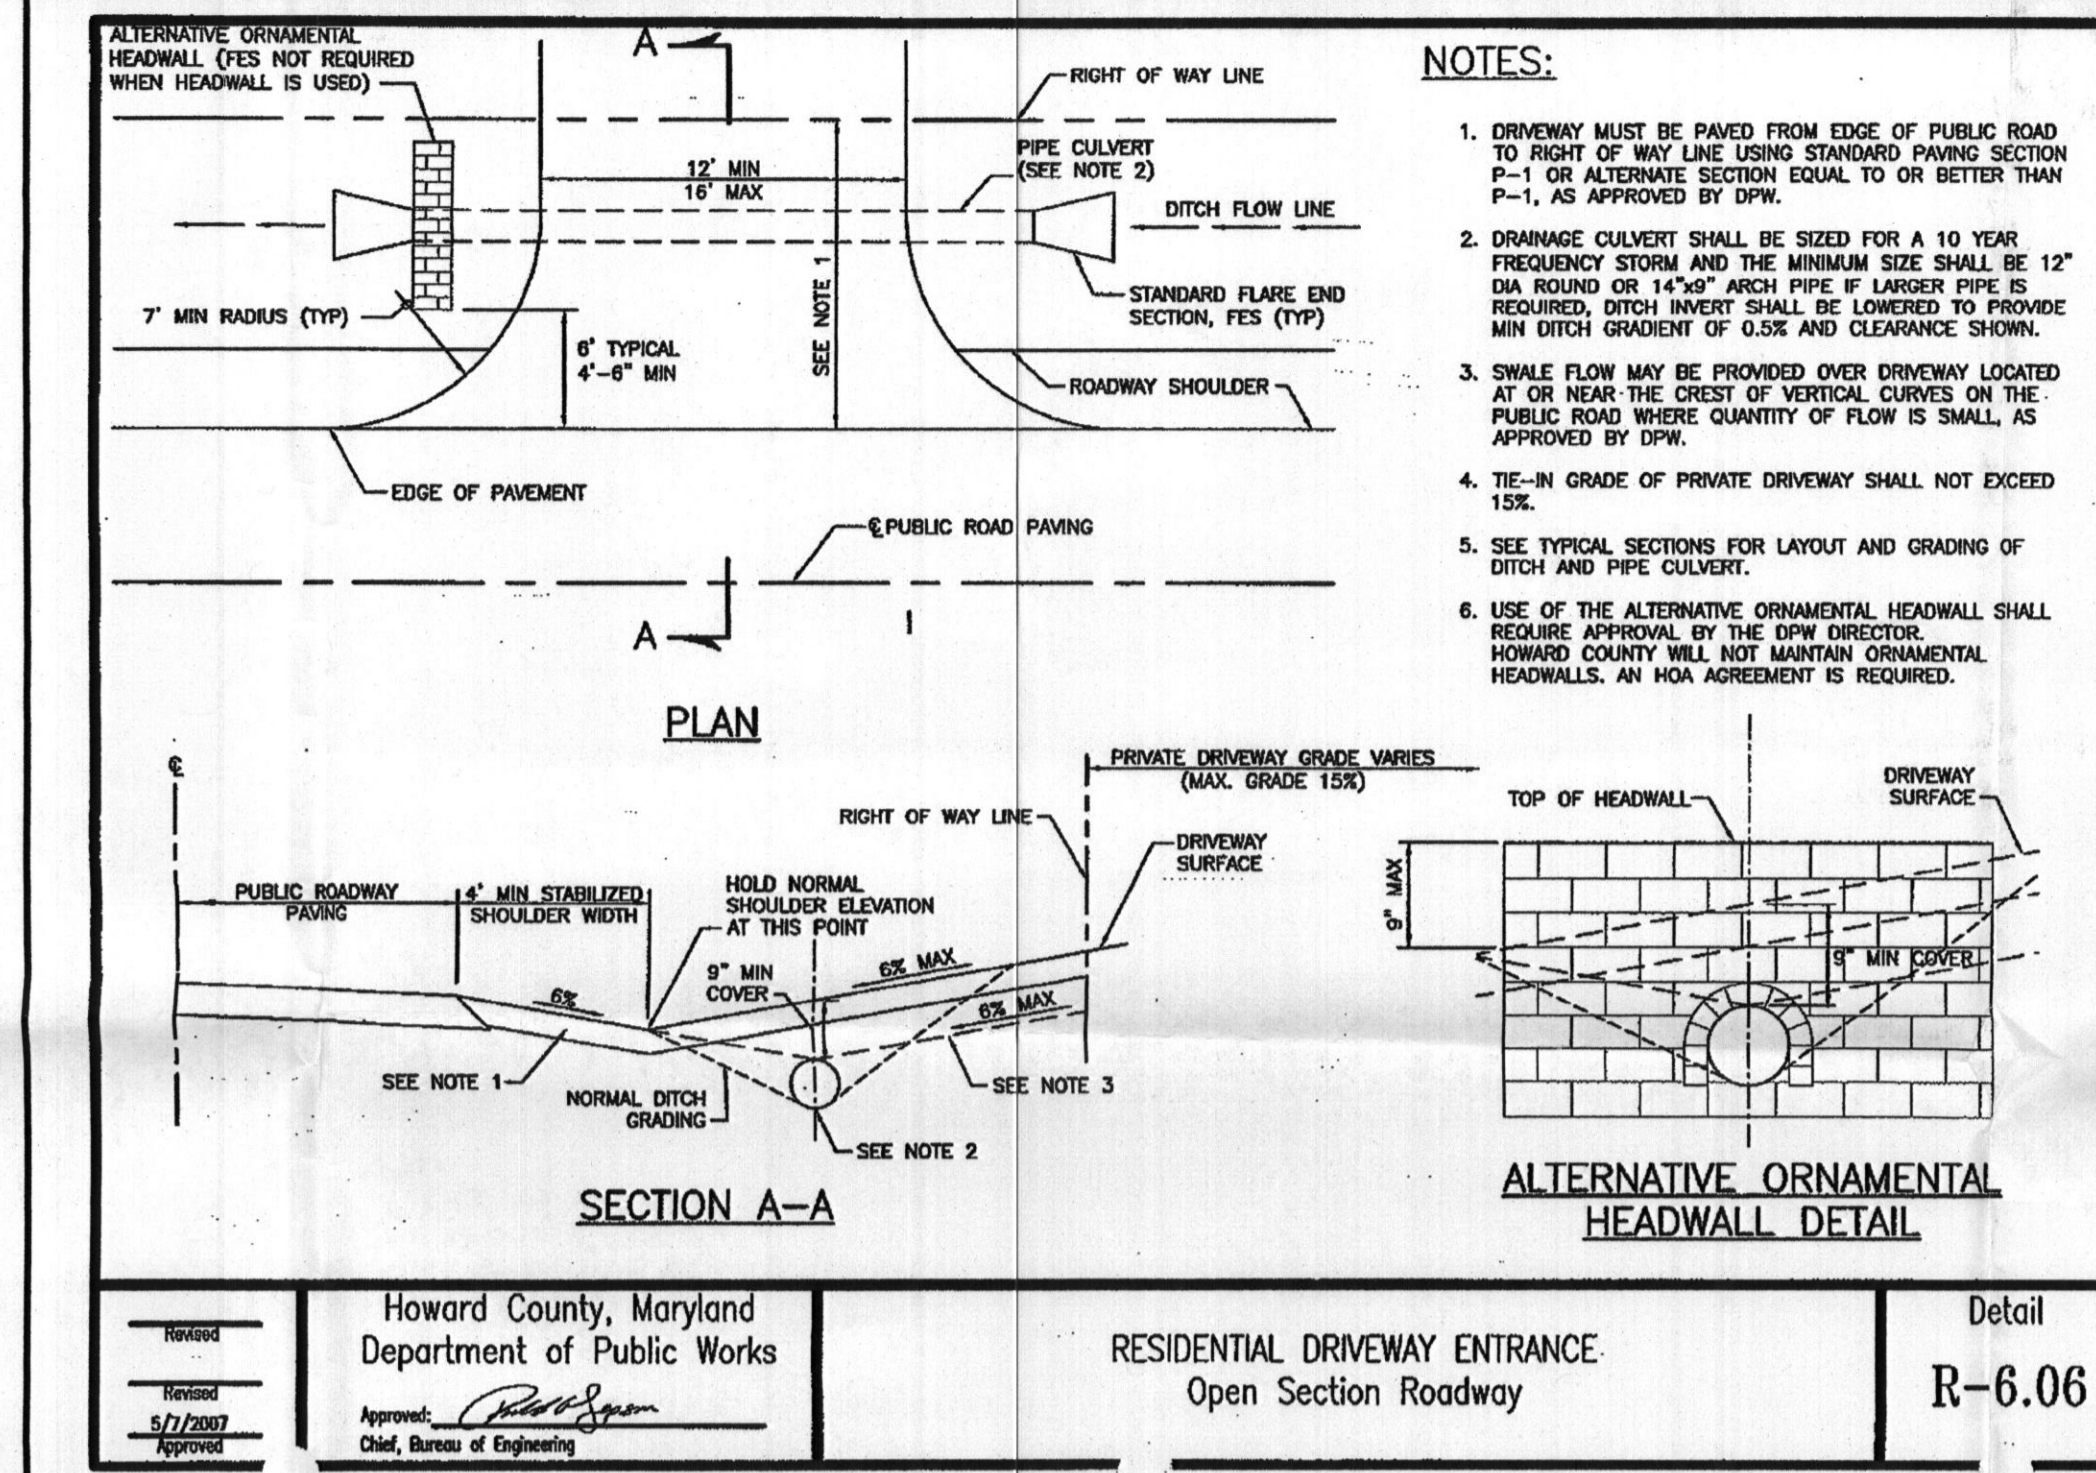 ALTERNATIVE ORNAMENTAL
HEADWALL (FES NOT REQUIRED
WHEN HEADWALL IS USED)
A
RIGHT OF WAY LINE
PIPE CULVERT
(SEE NOTE 2)
12' MIN
16' MAX
DITCH FLOW LINE
SEE NOTE 1
7' MIN RADIUS (TYP)
STANDARD FLARE END
SECTION, FES (TYP)
6' TYPICAL
4'-6" MIN
ROADWAY SHOULDER
EDGE OF PAVEMENT
℄ PUBLIC ROAD PAVING
A
PLAN
NOTES:
1. DRIVEWAY MUST BE PAVED FROM EDGE OF PUBLIC ROAD
TO RIGHT OF WAY LINE USING STANDARD PAVING SECTION
P-1 OR ALTERNATE SECTION EQUAL TO OR BETTER THAN
P-1, AS APPROVED BY DPW.
2. DRAINAGE CULVERT SHALL BE SIZED FOR A 10 YEAR
FREQUENCY STORM AND THE MINIMUM SIZE SHALL BE 12"
DIA ROUND OR 14"x9" ARCH PIPE IF LARGER PIPE IS
REQUIRED, DITCH INVERT SHALL BE LOWERED TO PROVIDE
MIN DITCH GRADIENT OF 0.5% AND CLEARANCE SHOWN.
3. SWALE FLOW MAY BE PROVIDED OVER DRIVEWAY LOCATED
AT OR NEAR THE CREST OF VERTICAL CURVES ON THE
PUBLIC ROAD WHERE QUANTITY OF FLOW IS SMALL, AS
APPROVED BY DPW.
4. TIE-IN GRADE OF PRIVATE DRIVEWAY SHALL NOT EXCEED
15%.
5. SEE TYPICAL SECTIONS FOR LAYOUT AND GRADING OF
DITCH AND PIPE CULVERT.
6. USE OF THE ALTERNATIVE ORNAMENTAL HEADWALL SHALL
REQUIRE APPROVAL BY THE DPW DIRECTOR.
HOWARD COUNTY WILL NOT MAINTAIN ORNAMENTAL
HEADWALLS. AN HOA AGREEMENT IS REQUIRED.
℄
PRIVATE DRIVEWAY GRADE VARIES
(MAX. GRADE 15%)
RIGHT OF WAY LINE
DRIVEWAY
SURFACE
PUBLIC ROADWAY
PAVING
4' MIN STABILIZED
SHOULDER WIDTH
HOLD NORMAL
SHOULDER ELEVATION
AT THIS POINT
9" MIN
COVER
6% MAX
6%
6% MAX
SEE NOTE 1
NORMAL DITCH
GRADING
SEE NOTE 3
SEE NOTE 2
SECTION A-A
TOP OF HEADWALL
DRIVEWAY
SURFACE
9" MAX
9" MIN COVER
ALTERNATIVE ORNAMENTAL
HEADWALL DETAIL
Revised
Revised
5/7/2007
Approved
Howard County, Maryland
Department of Public Works
Approved:
Chief, Bureau of Engineering
RESIDENTIAL DRIVEWAY ENTRANCE
Open Section Roadway
Detail
R-6.06